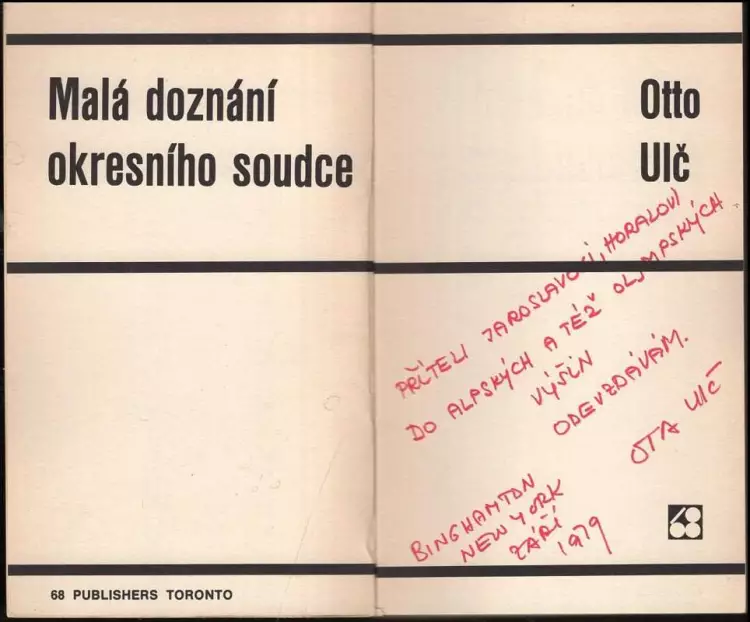 Malá doznání
okresního soudce
68 PUBLISHERS TORONTO
Otto
Ulč
PŘÍTELI JAROSLAVOVI, HORALOVI
DO ALPSKÝCH A TÉŽ OLYMPSKÝCH
VÝŠIN
ODEVZDÁVÁM.
OTA ULČ
BINGHAMTON
NEW YORK
ZÁŘÍ
1979
68